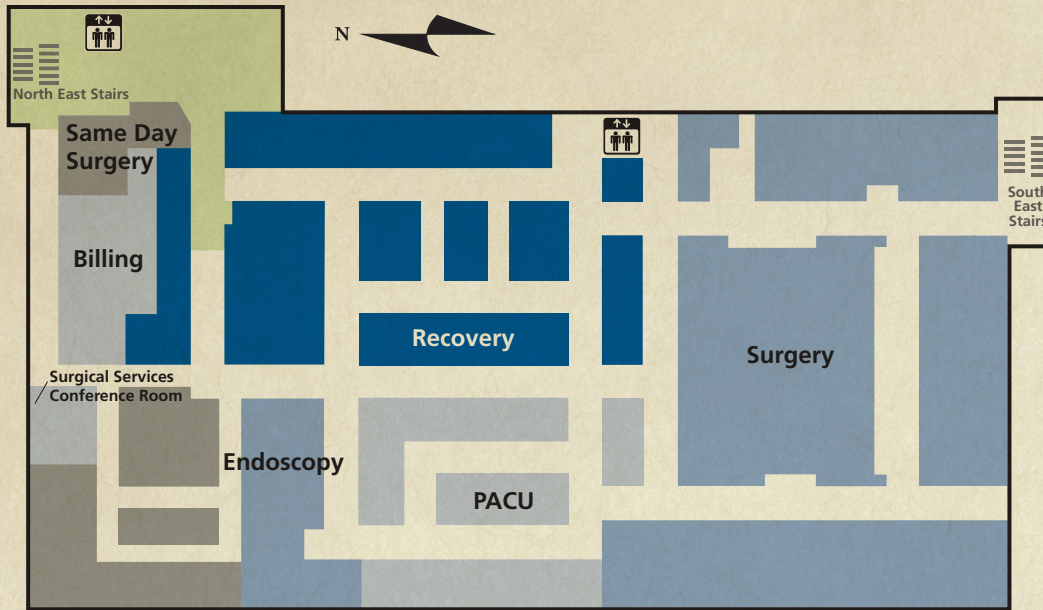 N
North East Stairs
Same Day
Surgery
South
East
Stairs
Billing
Recovery
Surgery
Surgical Services
Conference Room
Endoscopy
PACU